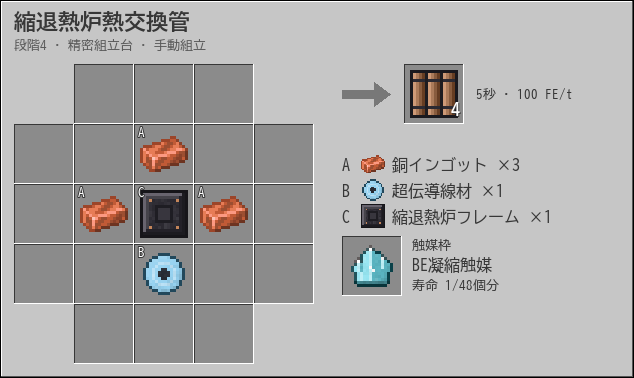 縮退熱炉熱交換管
段階4 · 精密組立台 · 手動組立
4
5秒 · 100 FE/t
A
A
C
A
B
A 銅インゴット ×3
B 超伝導線材 ×1
C 縮退熱炉フレーム ×1
触媒枠
BE凝縮触媒
寿命 1/48個分